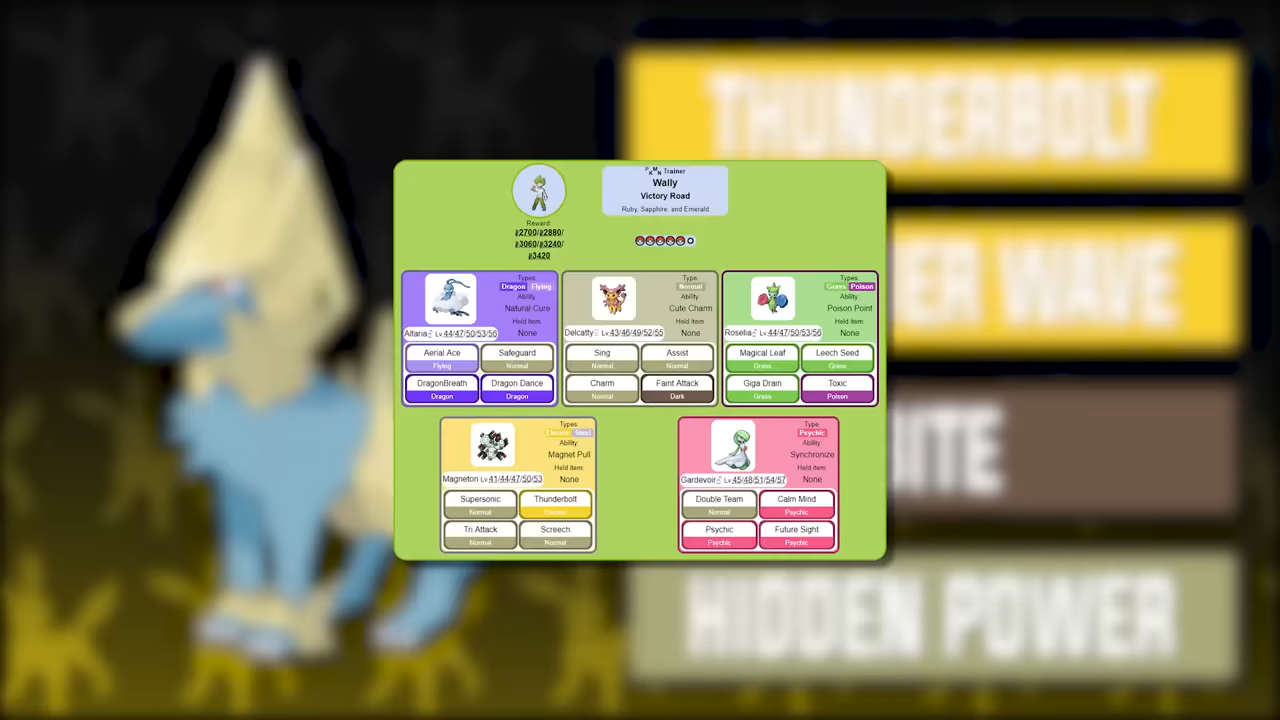 THUNDERBOLT
PKMN Trainer
Wally
Victory Road
Ruby, Sapphire, and Emerald
Reward:
₽2700/₽2880/
₽3060/₽3240/
₽3420
Types:
Dragon Flying
Ability:
Natural Cure
Held item:
None
Altaria♂ Lv.44/47/50/53/56
Aerial Ace
Flying
Safeguard
Normal
DragonBreath
Dragon
Dragon Dance
Dragon
Type:
Normal
Ability:
Cute Charm
Held item:
None
Delcatty♀ Lv.43/46/49/52/55
Sing
Normal
Assist
Normal
Charm
Normal
Faint Attack
Dark
Types:
Grass Poison
Ability:
Poison Point
Held item:
None
Roselia♂ Lv.44/47/50/53/56
Magical Leaf
Grass
Leech Seed
Grass
Giga Drain
Grass
Toxic
Poison
Types:
Electric Steel
Ability:
Magnet Pull
Held item:
None
Magneton Lv.41/44/47/50/53
Supersonic
Normal
Thunderbolt
Electric
Tri Attack
Normal
Screech
Normal
Type:
Psychic
Ability:
Synchronize
Held item:
None
Gardevoir♂ Lv.45/48/51/54/57
Double Team
Normal
Calm Mind
Psychic
Psychic
Psychic
Future Sight
Psychic
HIDDEN POWER